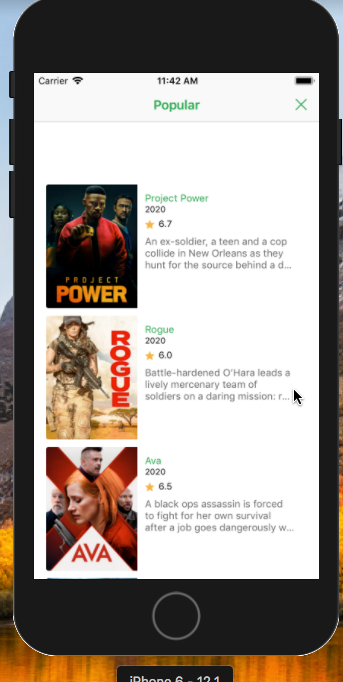 Carrier 11:42 AM
Popular
Project Power
2020
6.7
An ex-soldier, a teen and a cop
collide in New Orleans as they
hunt for the source behind a d...
PROJECT
POWER
Rogue
2020
6.0
Battle-hardened O'Hara leads a
lively mercenary team of
soldiers on a daring mission: r...
ROGUE
Ava
2020
6.5
A black ops assassin is forced
to fight for her own survival
after a job goes dangerously w...
AVA
iPhone 6 - 12.1